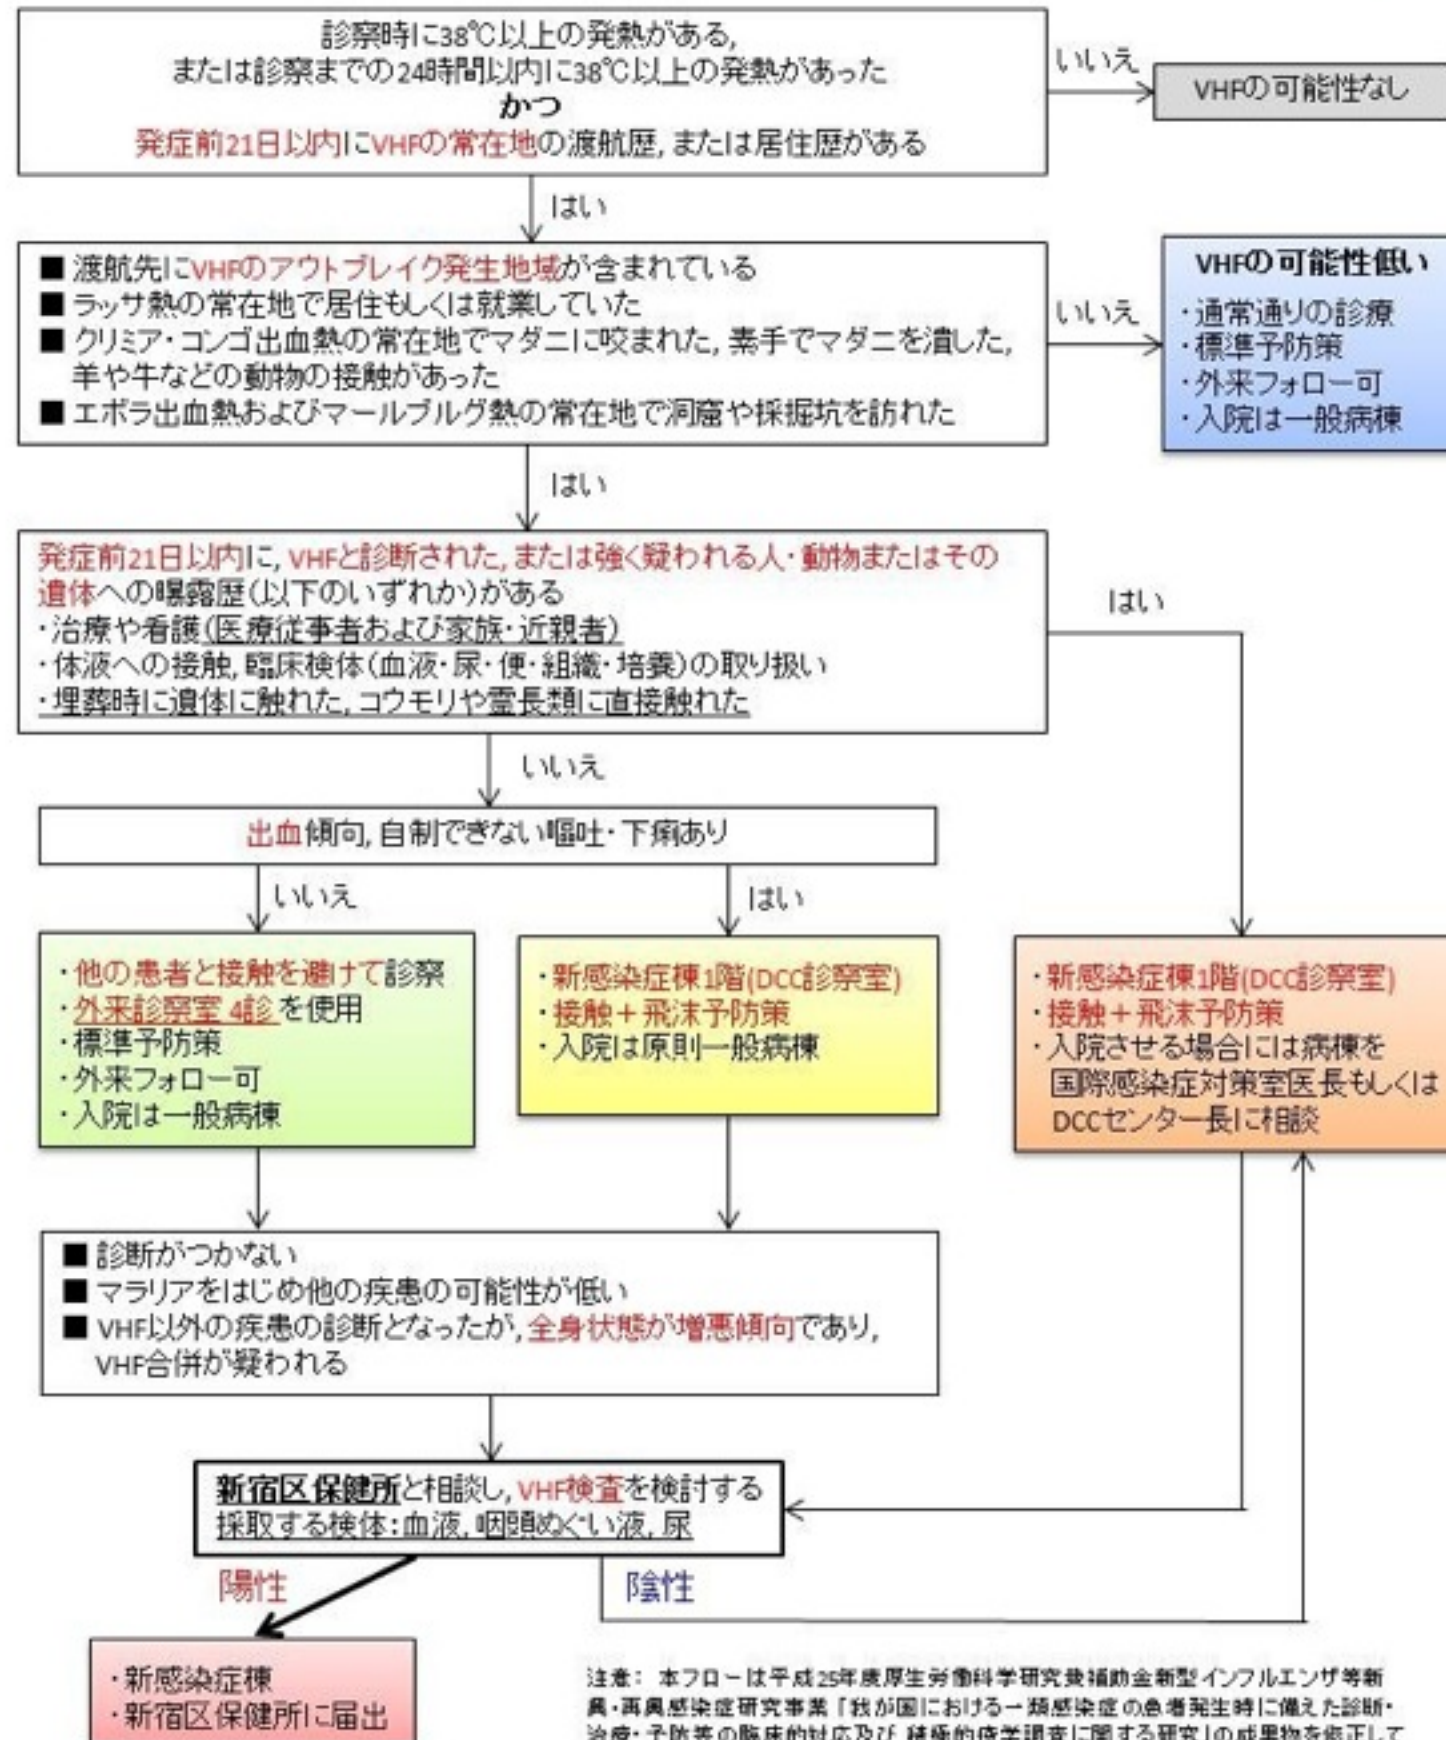 診察時に38℃以上の発熱がある,
または診察までの24時間以内に38℃以上の発熱があった
かつ
発症前21日以内にVHFの常在地の渡航歴, または居住歴がある
いいえ
VHFの可能性なし
はい
■ 渡航先にVHFのアウトブレイク発生地域が含まれている
■ ラッサ熱の常在地で居住もしくは就業していた
■ クリミア・コンゴ出血熱の常在地でマダニに咬まれた, 素手でマダニを潰した,
羊や牛などの動物の接触があった
■ エボラ出血熱およびマールブルグ熱の常在地で洞窟や採掘坑を訪れた
いいえ
VHFの可能性低い
・通常通りの診療
・標準予防策
・外来フォロー可
・入院は一般病棟
はい
発症前21日以内に, VHFと診断された, または強く疑われる人・動物またはその
遺体への曝露歴(以下のいずれか)がある
・治療や看護(医療従事者および家族・近親者)
・体液への接触, 臨床検体(血液・尿・便・組織・培養)の取り扱い
・埋葬時に遺体に触れた, コウモリや霊長類に直接触れた
はい
いいえ
出血傾向, 自制できない嘔吐・下痢あり
いいえ
はい
・他の患者と接触を避けて診察
・外来診察室 4診 を使用
・標準予防策
・外来フォロー可
・入院は一般病棟
・新感染症棟1階(DCC診察室)
・接触+飛沫予防策
・入院は原則一般病棟
・新感染症棟1階(DCC診察室)
・接触+飛沫予防策
・入院させる場合には病棟を
国際感染症対策室医長もしくは
DCCセンター長に相談
■ 診断がつかない
■ マラリアをはじめ他の疾患の可能性が低い
■ VHF以外の疾患の診断となったが, 全身状態が増悪傾向であり,
VHF合併が疑われる
新宿区保健所と相談し, VHF検査を検討する
採取する検体:血液, 咽頭ぬぐい液, 尿
陽性
陰性
・新感染症棟
・新宿区保健所に届出
注意: 本フローは平成25年度厚生労働科学研究費補助金新型インフルエンザ等新
興・再興感染症研究事業「我が国における一類感染症の患者発生時に備えた診断・
治療・予防等の臨床的対応及び 積極的疫学調査に関する研究」の成果物を修正して